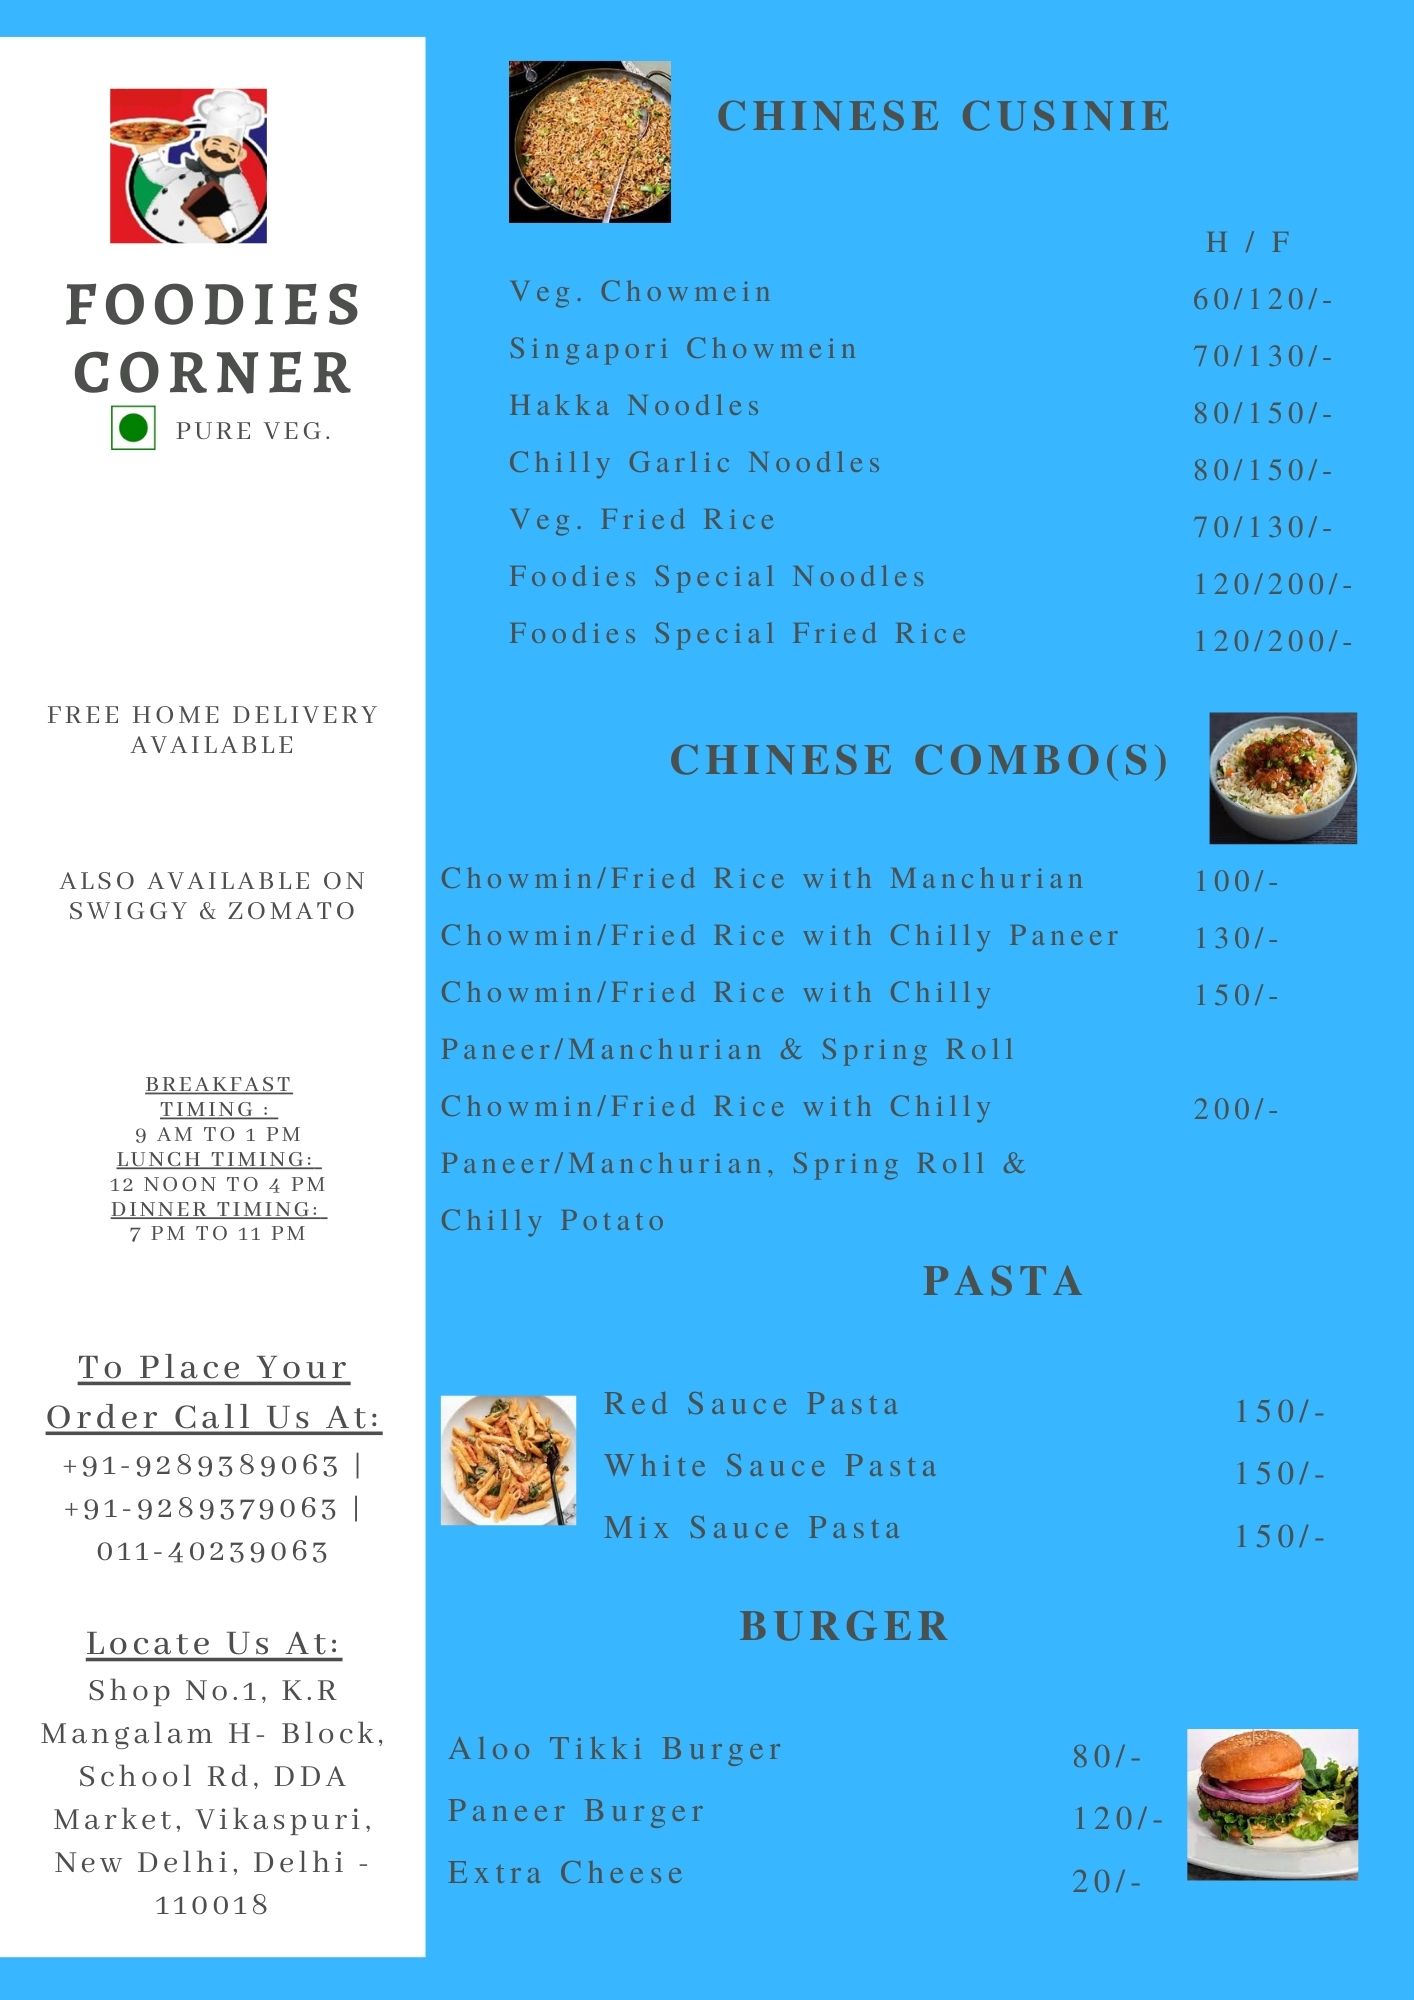 FOODIES
CORNER
PURE VEG.
FREE HOME DELIVERY
AVAILABLE
ALSO AVAILABLE ON
SWIGGY & ZOMATO
BREAKFAST
TIMING :
9 AM TO 1 PM
LUNCH TIMING:
12 NOON TO 4 PM
DINNER TIMING:
7 PM TO 11 PM
To Place Your
Order Call Us At:
+91-9289389063 |
+91-9289379063 |
011-40239063
Locate Us At:
Shop No.1, K.R
Mangalam H- Block,
School Rd, DDA
Market, Vikaspuri,
New Delhi, Delhi -
110018
CHINESE CUSINIE
H / F
Veg. Chowmein 60/120/-
Singapori Chowmein 70/130/-
Hakka Noodles 80/150/-
Chilly Garlic Noodles 80/150/-
Veg. Fried Rice 70/130/-
Foodies Special Noodles 120/200/-
Foodies Special Fried Rice 120/200/-
CHINESE COMBO(S)
Chowmin/Fried Rice with Manchurian 100/-
Chowmin/Fried Rice with Chilly Paneer 130/-
Chowmin/Fried Rice with Chilly 150/-
Paneer/Manchurian & Spring Roll
Chowmin/Fried Rice with Chilly 200/-
Paneer/Manchurian, Spring Roll &
Chilly Potato
PASTA
Red Sauce Pasta 150/-
White Sauce Pasta 150/-
Mix Sauce Pasta 150/-
BURGER
Aloo Tikki Burger 80/-
Paneer Burger 120/-
Extra Cheese 20/-